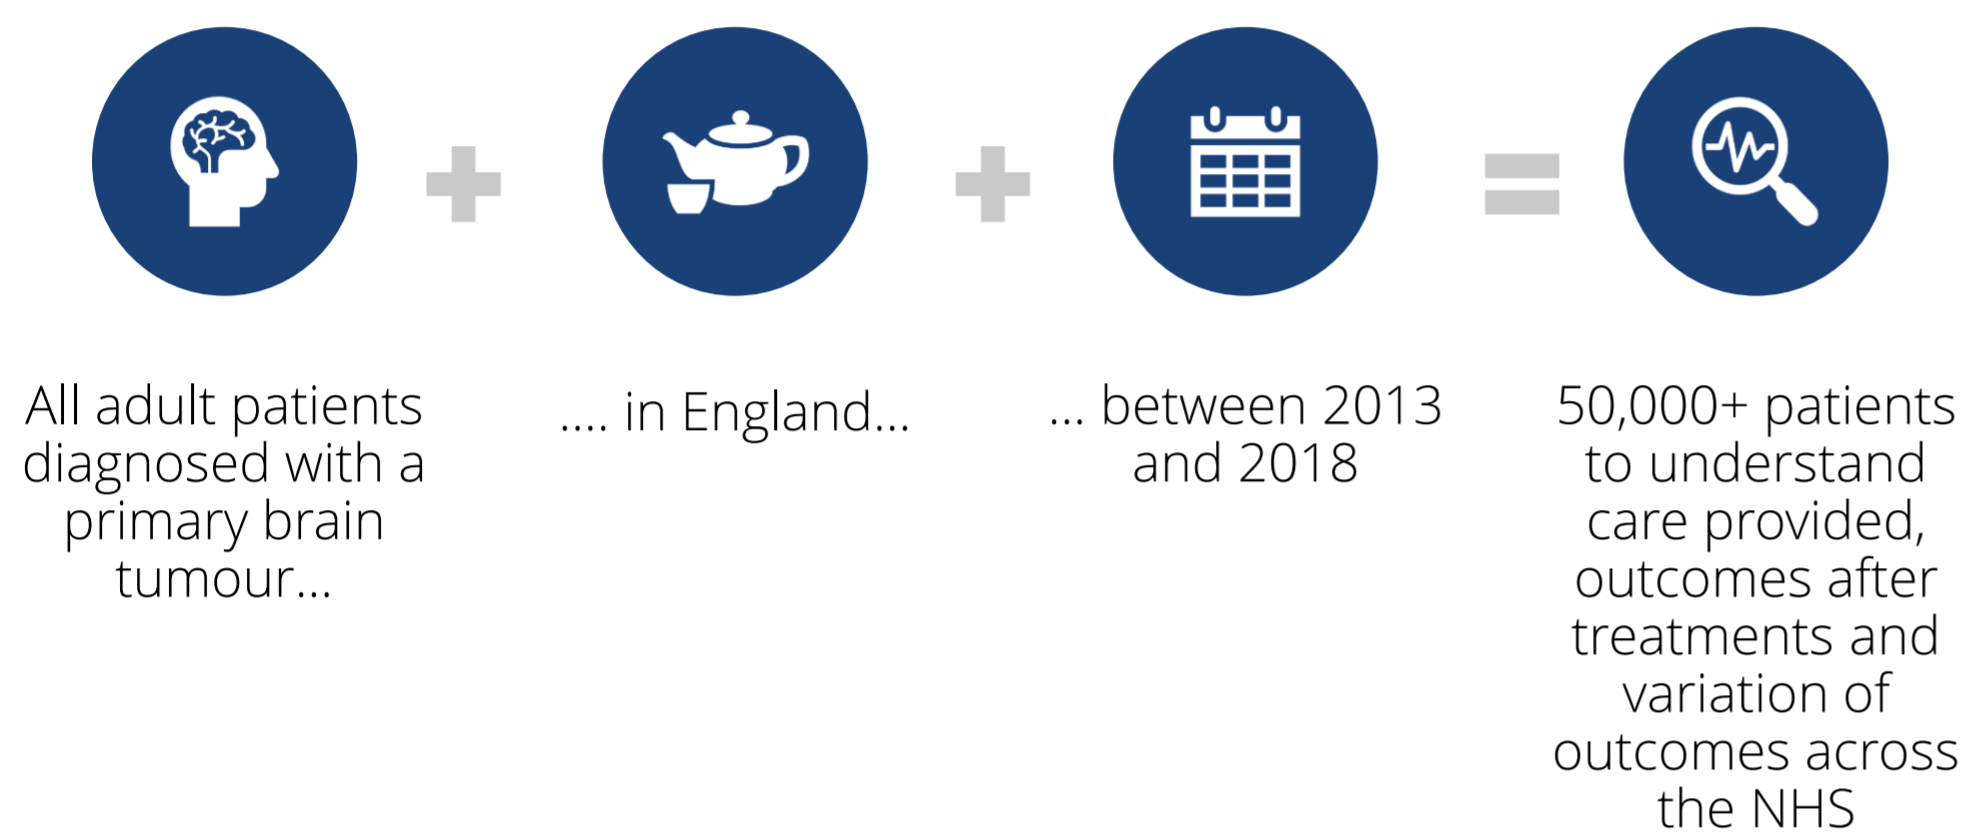 All adult patients
diagnosed with a
primary brain
tumour...
.... in England...
... between 2013
and 2018
50,000+ patients
to understand
care provided,
outcomes after
treatments and
variation of
outcomes across
the NHS